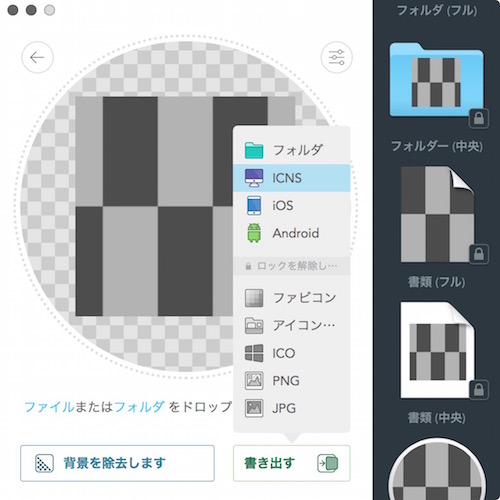 フォルダ (フル)
フォルダー (中央)
書類 (フル)
書類 (中央)
フォルダ
ICNS
iOS
Android
ロックを解除し…
ファビコン
アイコン…
ICO
PNG
JPG
ファイルまたはフォルダ をドロップ
背景を除去します
書き出す